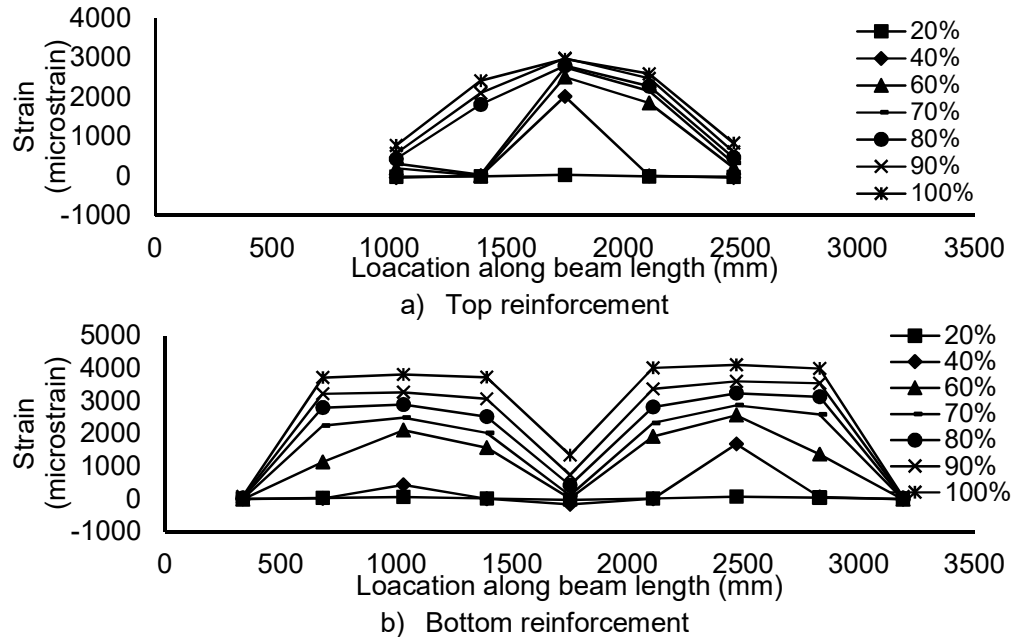 4000
3000
2000
1000
0
-1000
Strain
(microstrain)
20%
40%
60%
70%
80%
90%
100%
0 500 1000 1500 2000 2500 3000 3500
Loacation along beam length (mm)
a) Top reinforcement
5000
4000
3000
2000
1000
0
-1000
Strain
(microstrain)
20%
40%
60%
70%
80%
90%
100%
0 500 1000 1500 2000 2500 3000 3500
Loacation along beam length (mm)
b) Bottom reinforcement